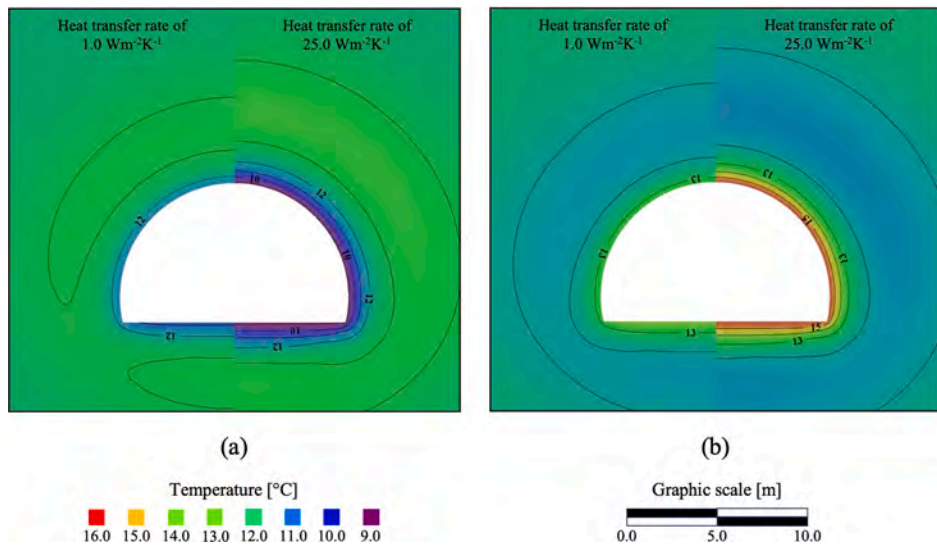 Heat transfer rate of
1.0 Wm⁻²K⁻¹
Heat transfer rate of
25.0 Wm⁻²K⁻¹
10
12
12
10
12
12
10
12
Heat transfer rate of
1.0 Wm⁻²K⁻¹
Heat transfer rate of
25.0 Wm⁻²K⁻¹
13
13
15
13
13
15
13
13
(a)
(b)
Temperature [°C]
16.0 15.0 14.0 13.0 12.0 11.0 10.0 9.0
Graphic scale [m]
0.0 5.0 10.0